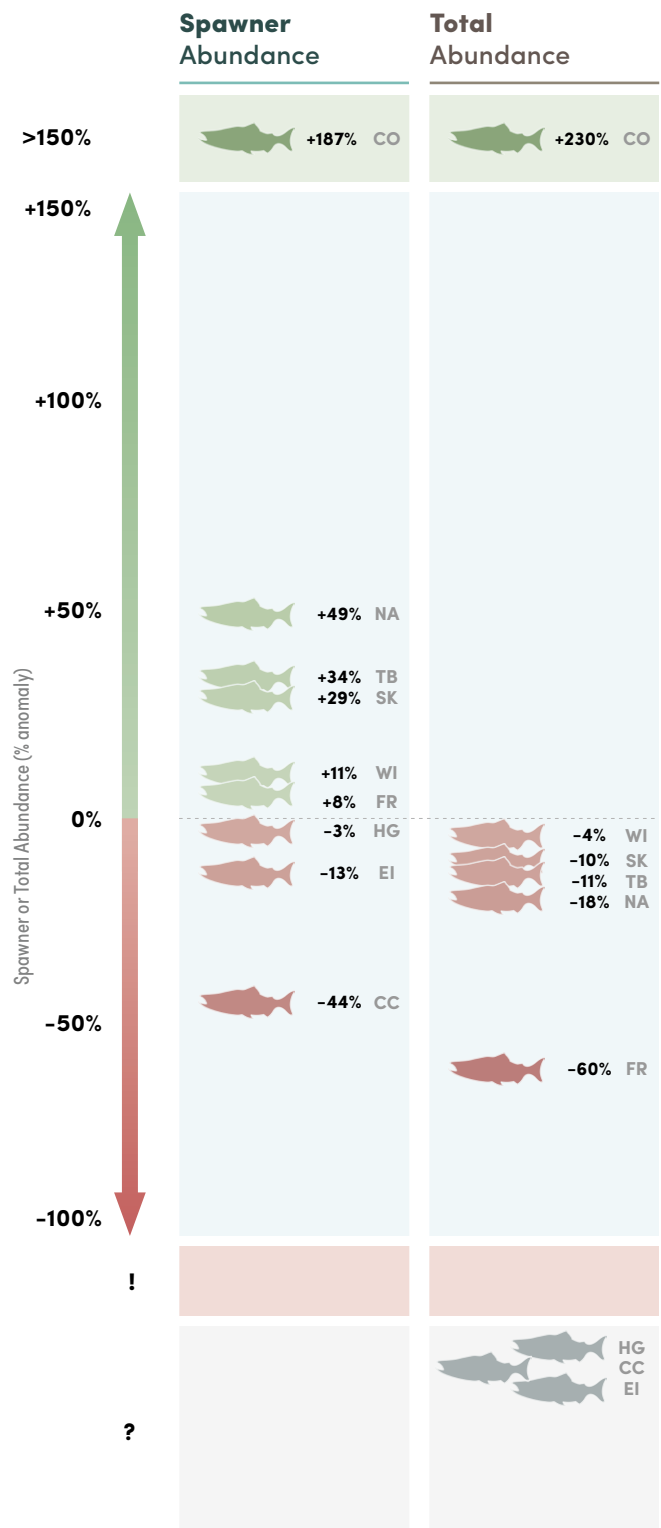 Spawner
Abundance
Total
Abundance
>150%
+187% CO
+230% CO
+150%
+100%
+50%
+49% NA
+34% TB
+29% SK
+11% WI
+8% FR
0%
-3% HG
-4% WI
-10% SK
-13% EI
-11% TB
-18% NA
Spawner or Total Abundance (% anomaly)
-44% CC
-50%
-60% FR
-100%
!
HG
CC
EI
?